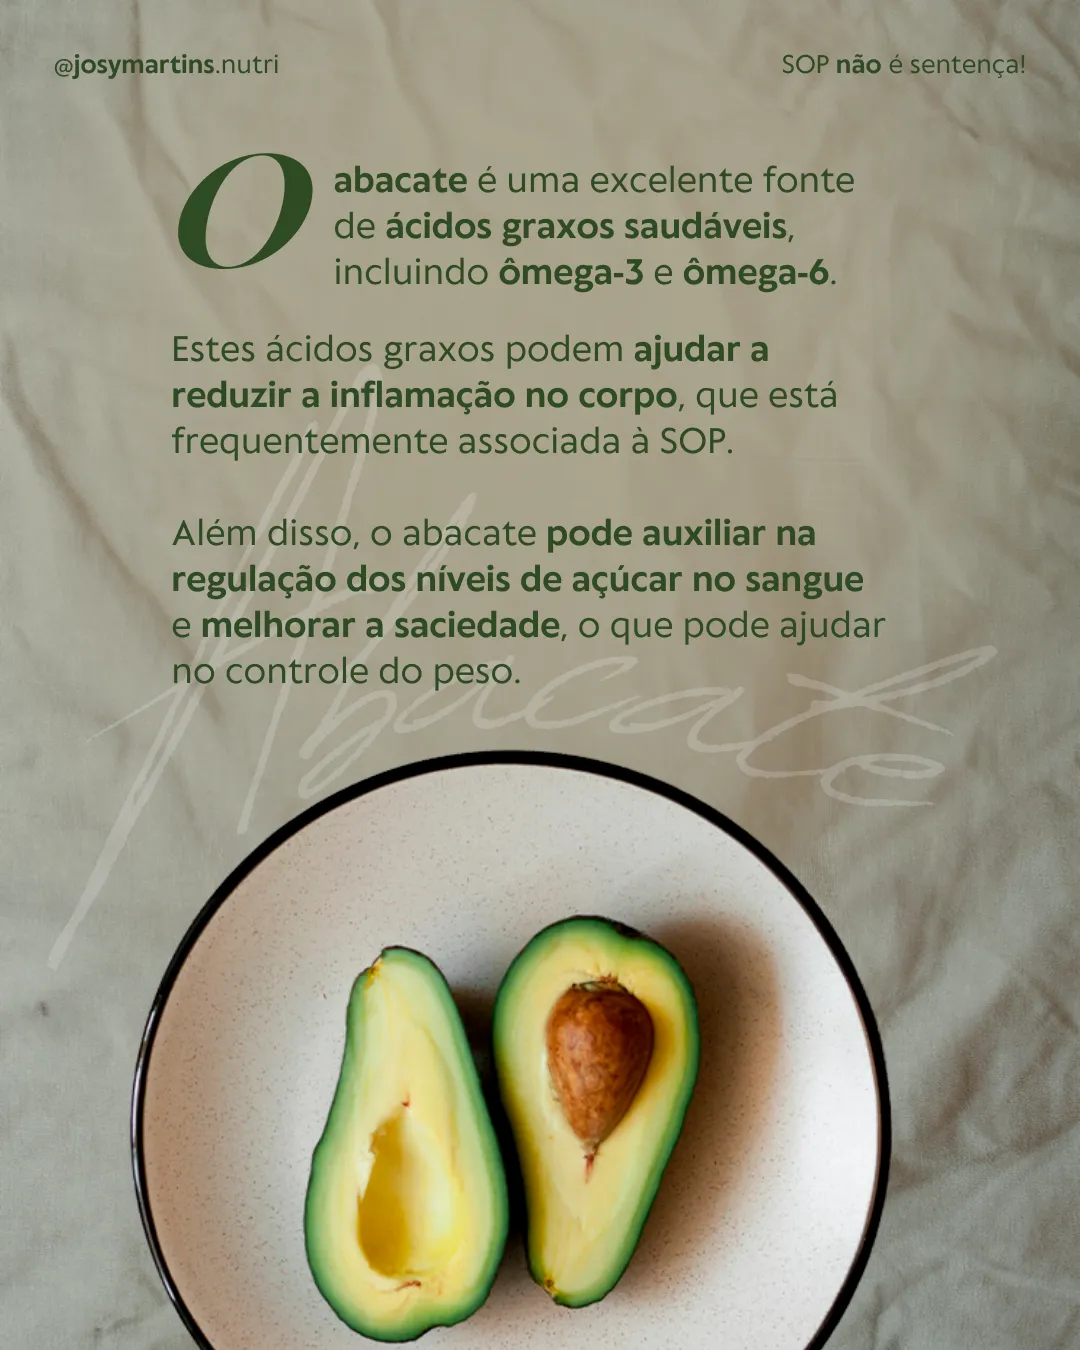 @josymartins.nutri
SOP não é sentença!
O abacate é uma excelente fonte
de ácidos graxos saudáveis,
incluindo ômega-3 e ômega-6.
Estes ácidos graxos podem ajudar a
reduzir a inflamação no corpo, que está
frequentemente associada à SOP.
Além disso, o abacate pode auxiliar na
regulação dos níveis de açúcar no sangue
e melhorar a saciedade, o que pode ajudar
no controle do peso.
Abacate